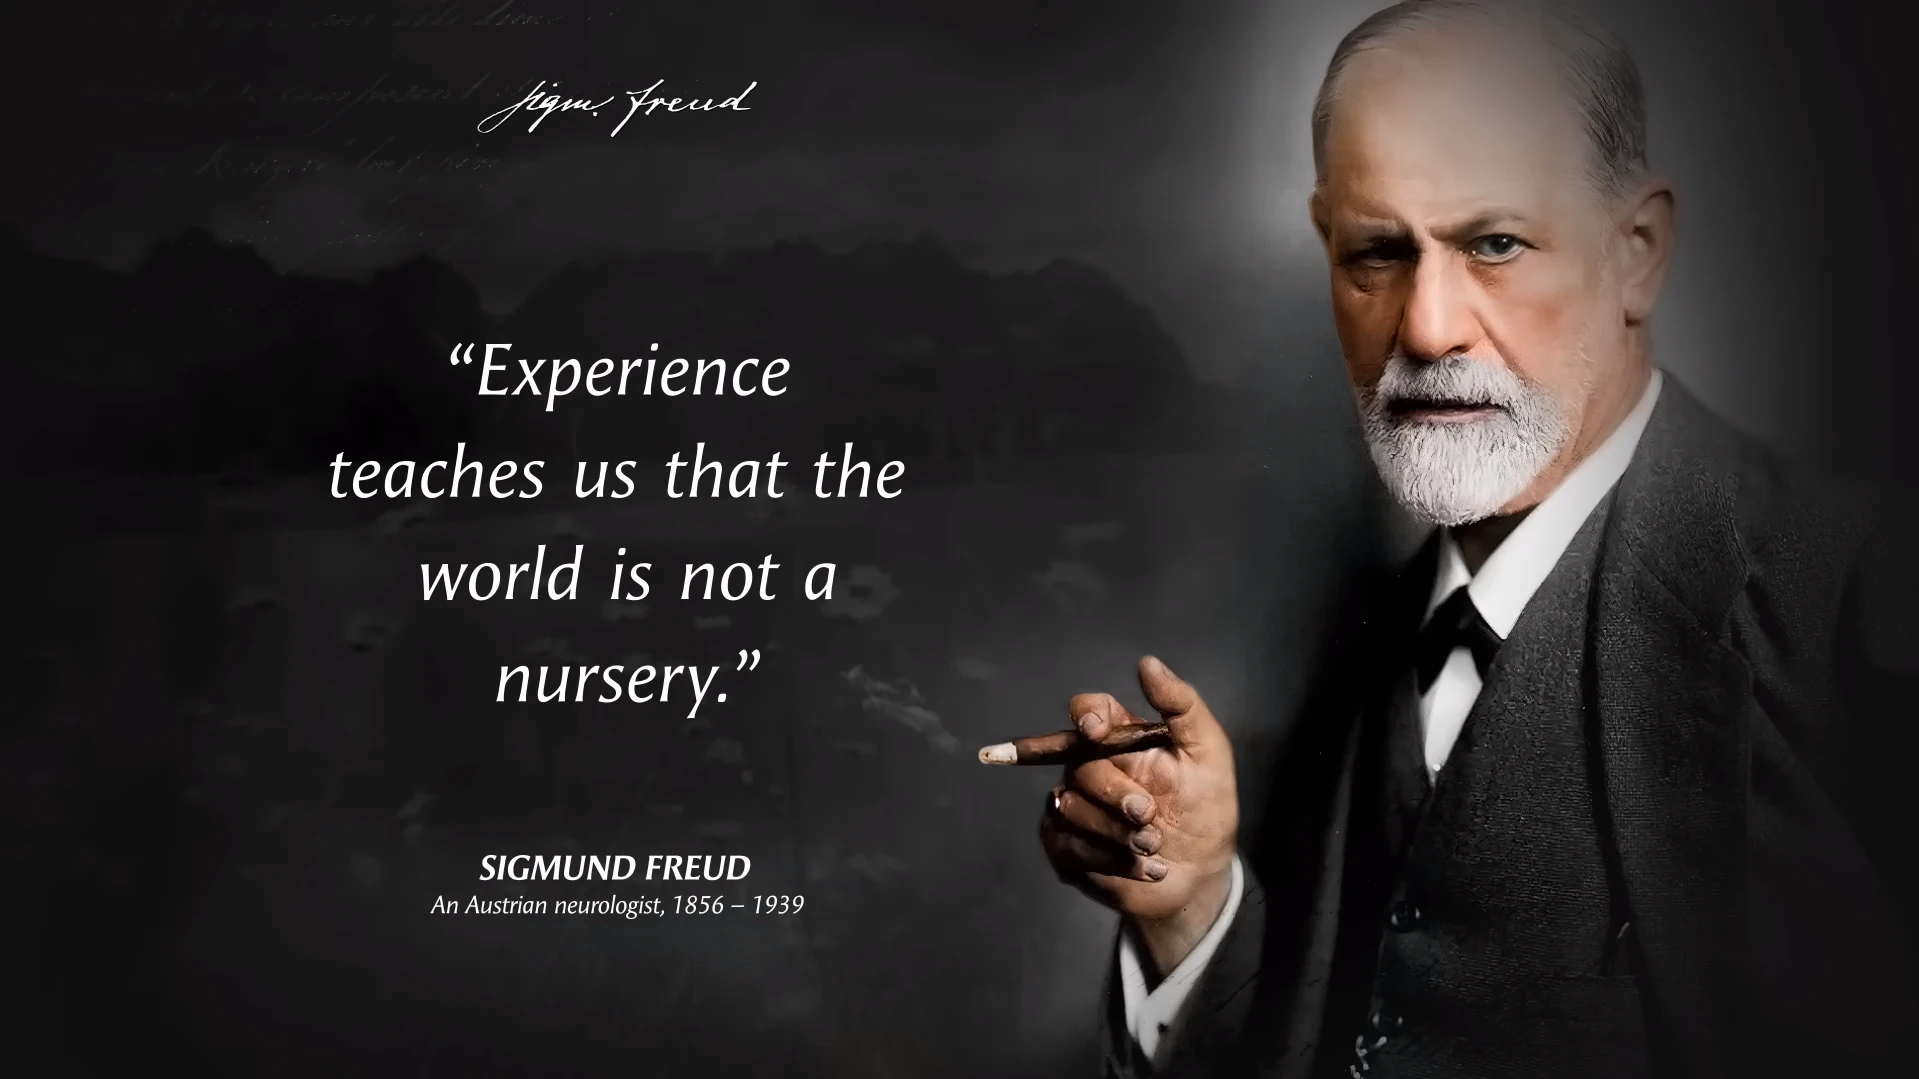 Sigm. Freud
“Experience
teaches us that the
world is not a
nursery.”
SIGMUND FREUD
An Austrian neurologist, 1856 – 1939